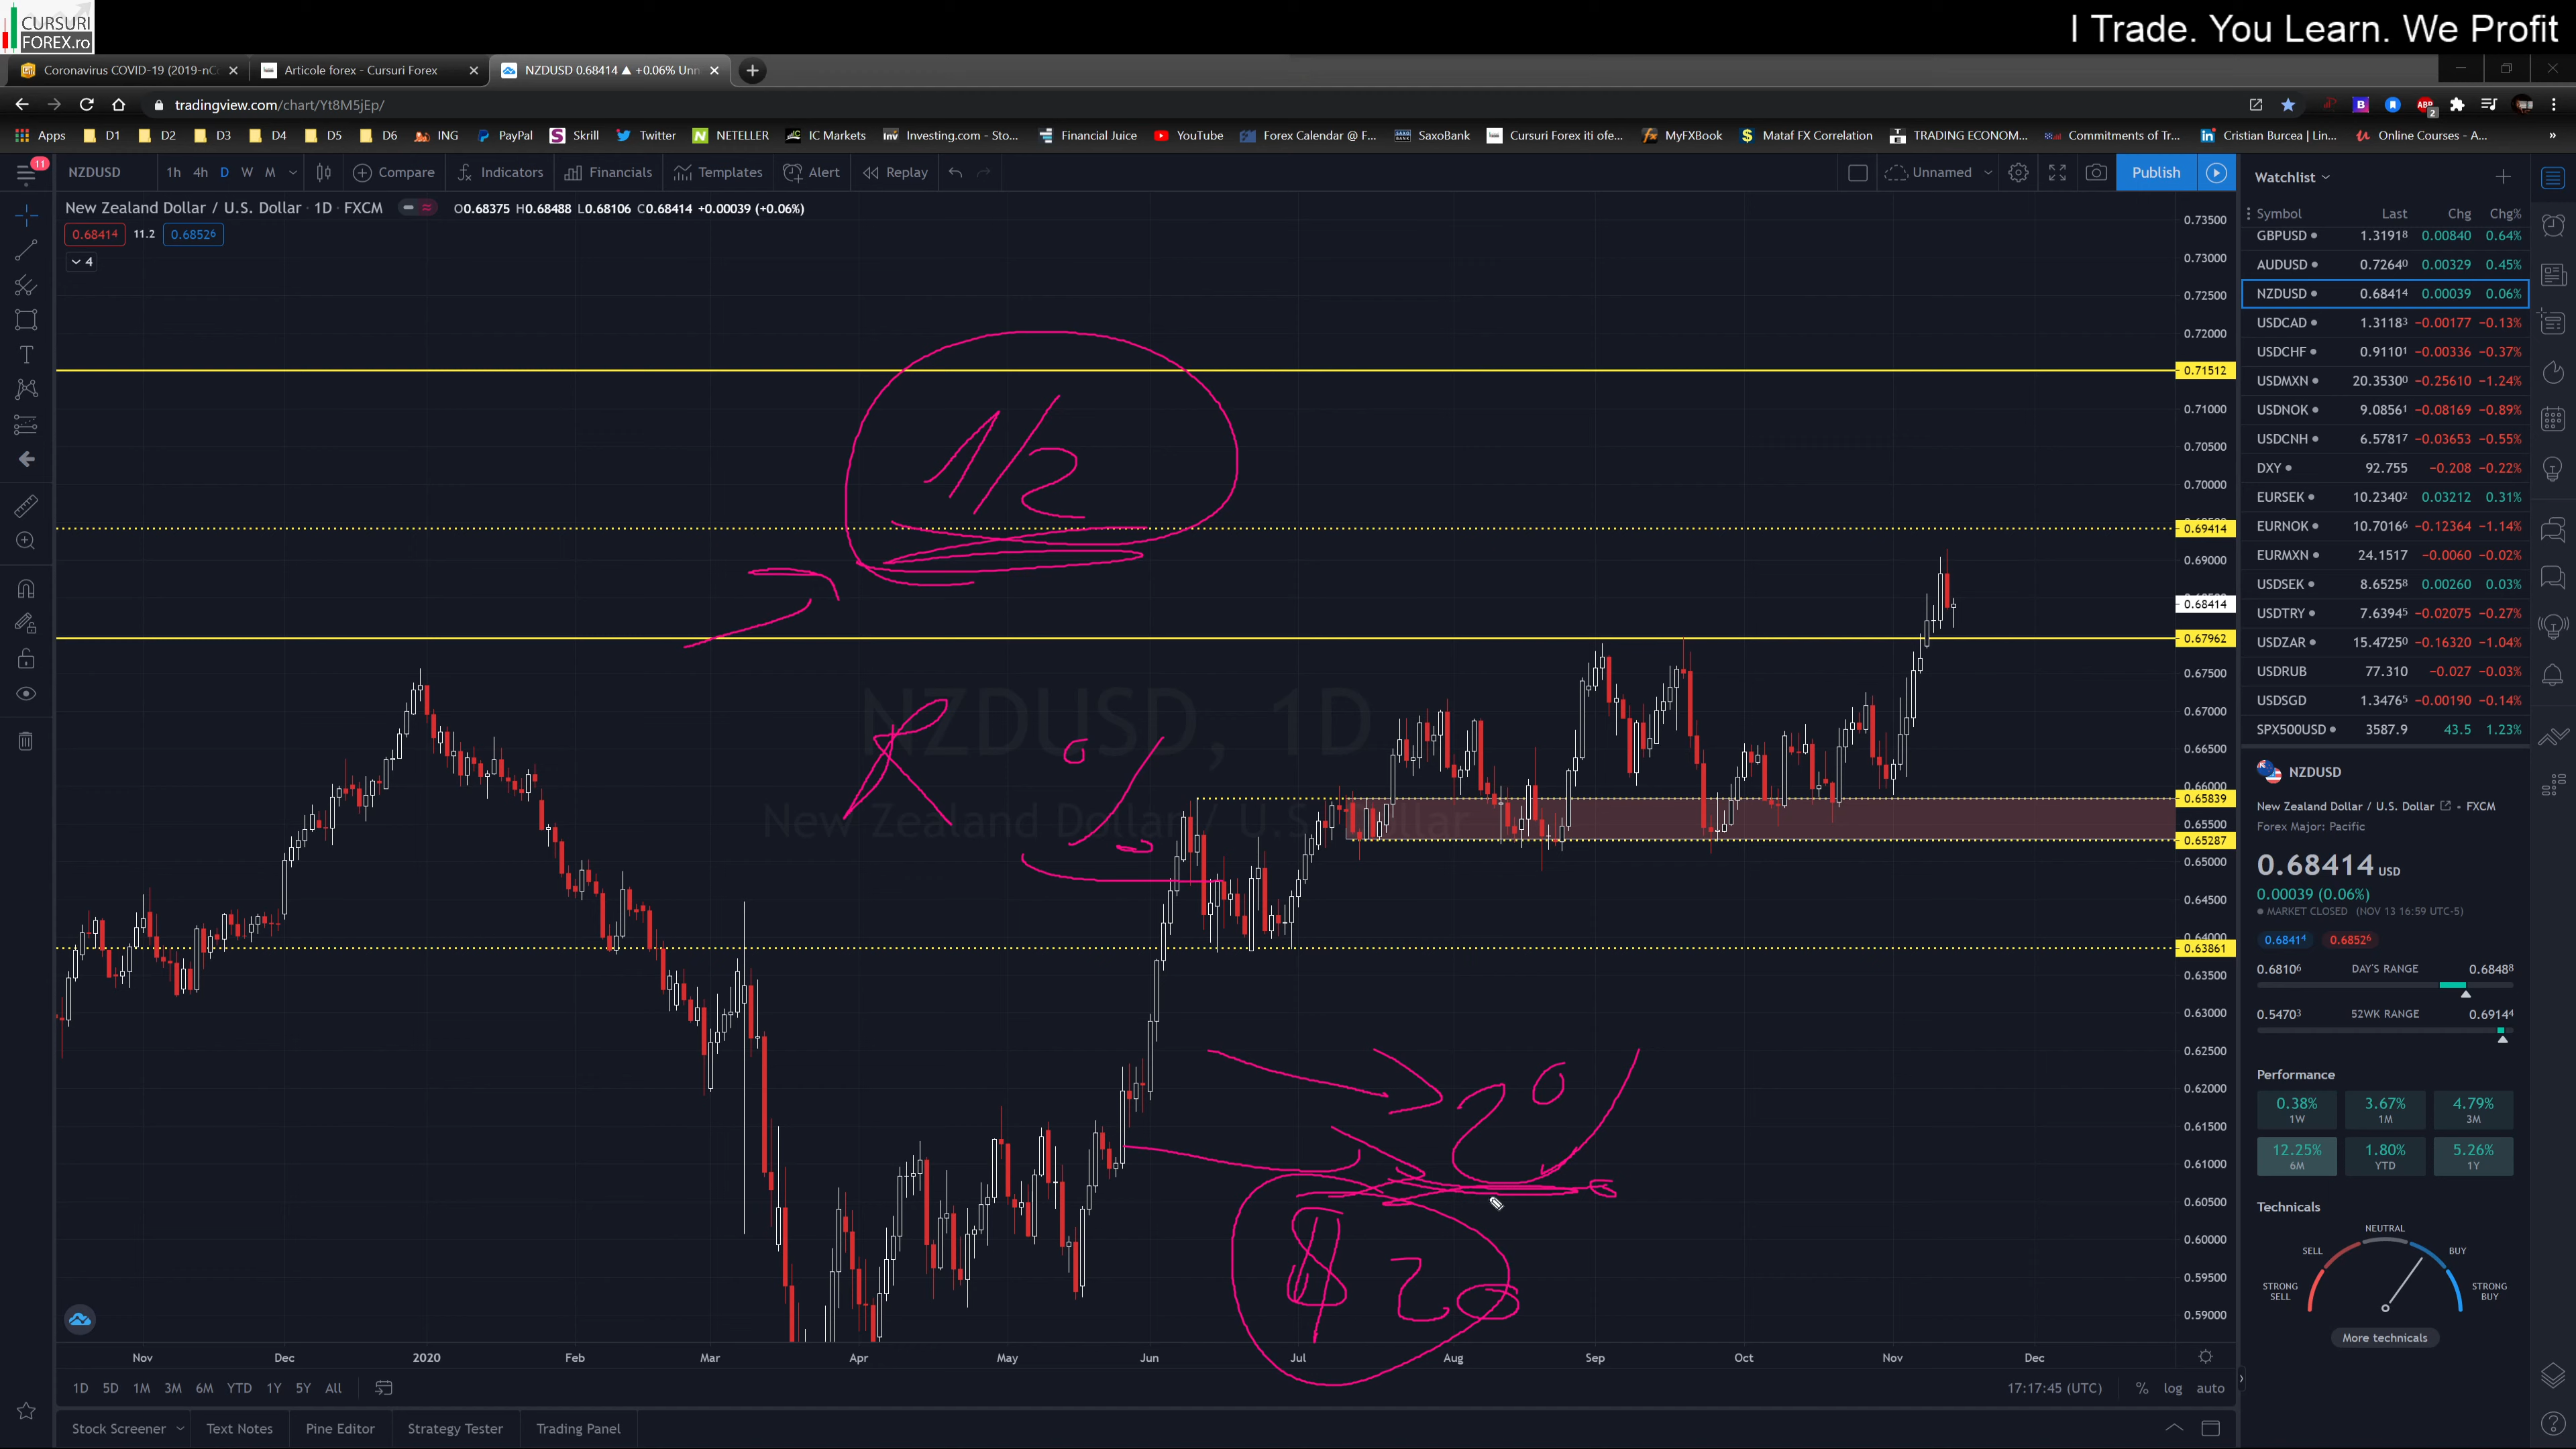 CURSURI
FOREX.ro
I Trade. You Learn. We Profit
Coronavirus COVID-19 (2019-nC
Articole forex - Cursuri Forex
NZDUSD 0.68414 ▲ +0.06% Unn
tradingview.com/chart/Yt8M5jEp/
Apps D1 D2 D3 D4 D5 D6 ING PayPal Skrill Twitter NETELLER IC Markets Investing.com - Sto... Financial Juice YouTube Forex Calendar @ F... SaxoBank Cursuri Forex iti ofe... MyFXBook Mataf FX Correlation TRADING ECONOM... Commitments of Tr... Cristian Burcea | Lin... Online Courses - A... »
11
NZDUSD 1h 4h D W M Compare Indicators Financials Templates Alert Replay Unnamed Publish
New Zealand Dollar / U.S. Dollar · 1D · FXCM O0.68375 H0.68488 L0.68106 C0.68414 +0.00039 (+0.06%)
0.68414 11.2 0.68526
4
NZDUSD, 1D
New Zealand Dollar / U.S. Dollar
1/2
%
20
$ 20
0.73500
0.73000
0.72500
0.72000
0.71512
0.71000
0.70500
0.70000
0.69414
0.69000
0.68414
0.67962
0.67500
0.67000
0.66500
0.66000
0.65839
0.65500
0.65287
0.65000
0.64500
0.64000
0.63861
0.63500
0.63000
0.62500
0.62000
0.61500
0.61000
0.60500
0.60000
0.59500
0.59000
Nov Dec 2020 Feb Mar Apr May Jun Jul Aug Sep Oct Nov Dec
1D 5D 1M 3M 6M YTD 1Y 5Y All 17:17:45 (UTC) % log auto
Stock Screener Text Notes Pine Editor Strategy Tester Trading Panel
Watchlist
Symbol Last Chg Chg%
GBPUSD 1.31918 0.00840 0.64%
AUDUSD 0.72640 0.00329 0.45%
NZDUSD 0.68414 0.00039 0.06%
USDCAD 1.31183 −0.00177 −0.13%
USDCHF 0.91101 −0.00336 −0.37%
USDMXN 20.35300 −0.25610 −1.24%
USDNOK 9.08561 −0.08169 −0.89%
USDCNH 6.57817 −0.03653 −0.55%
DXY 92.755 −0.208 −0.22%
EURSEK 10.23402 0.03212 0.31%
EURNOK 10.70166 −0.12364 −1.14%
EURMXN 24.1517 −0.0060 −0.02%
USDSEK 8.65258 0.00260 0.03%
USDTRY 7.63945 −0.02075 −0.27%
USDZAR 15.47250 −0.16320 −1.04%
USDRUB 77.310 −0.027 −0.03%
USDSGD 1.34765 −0.00190 −0.14%
SPX500USD 3587.9 43.5 1.23%
NZDUSD
New Zealand Dollar / U.S. Dollar • FXCM
Forex Major: Pacific
0.68414 USD
0.00039 (0.06%)
MARKET CLOSED (NOV 13 16:59 UTC-5)
0.68414 0.68526
0.68106 DAY'S RANGE 0.68488
0.54703 52WK RANGE 0.69144
Performance
0.38% 3.67% 4.79%
1W 1M 3M
12.25% 1.80% 5.26%
6M YTD 1Y
Technicals
NEUTRAL
SELL BUY
STRONG SELL STRONG BUY
More technicals